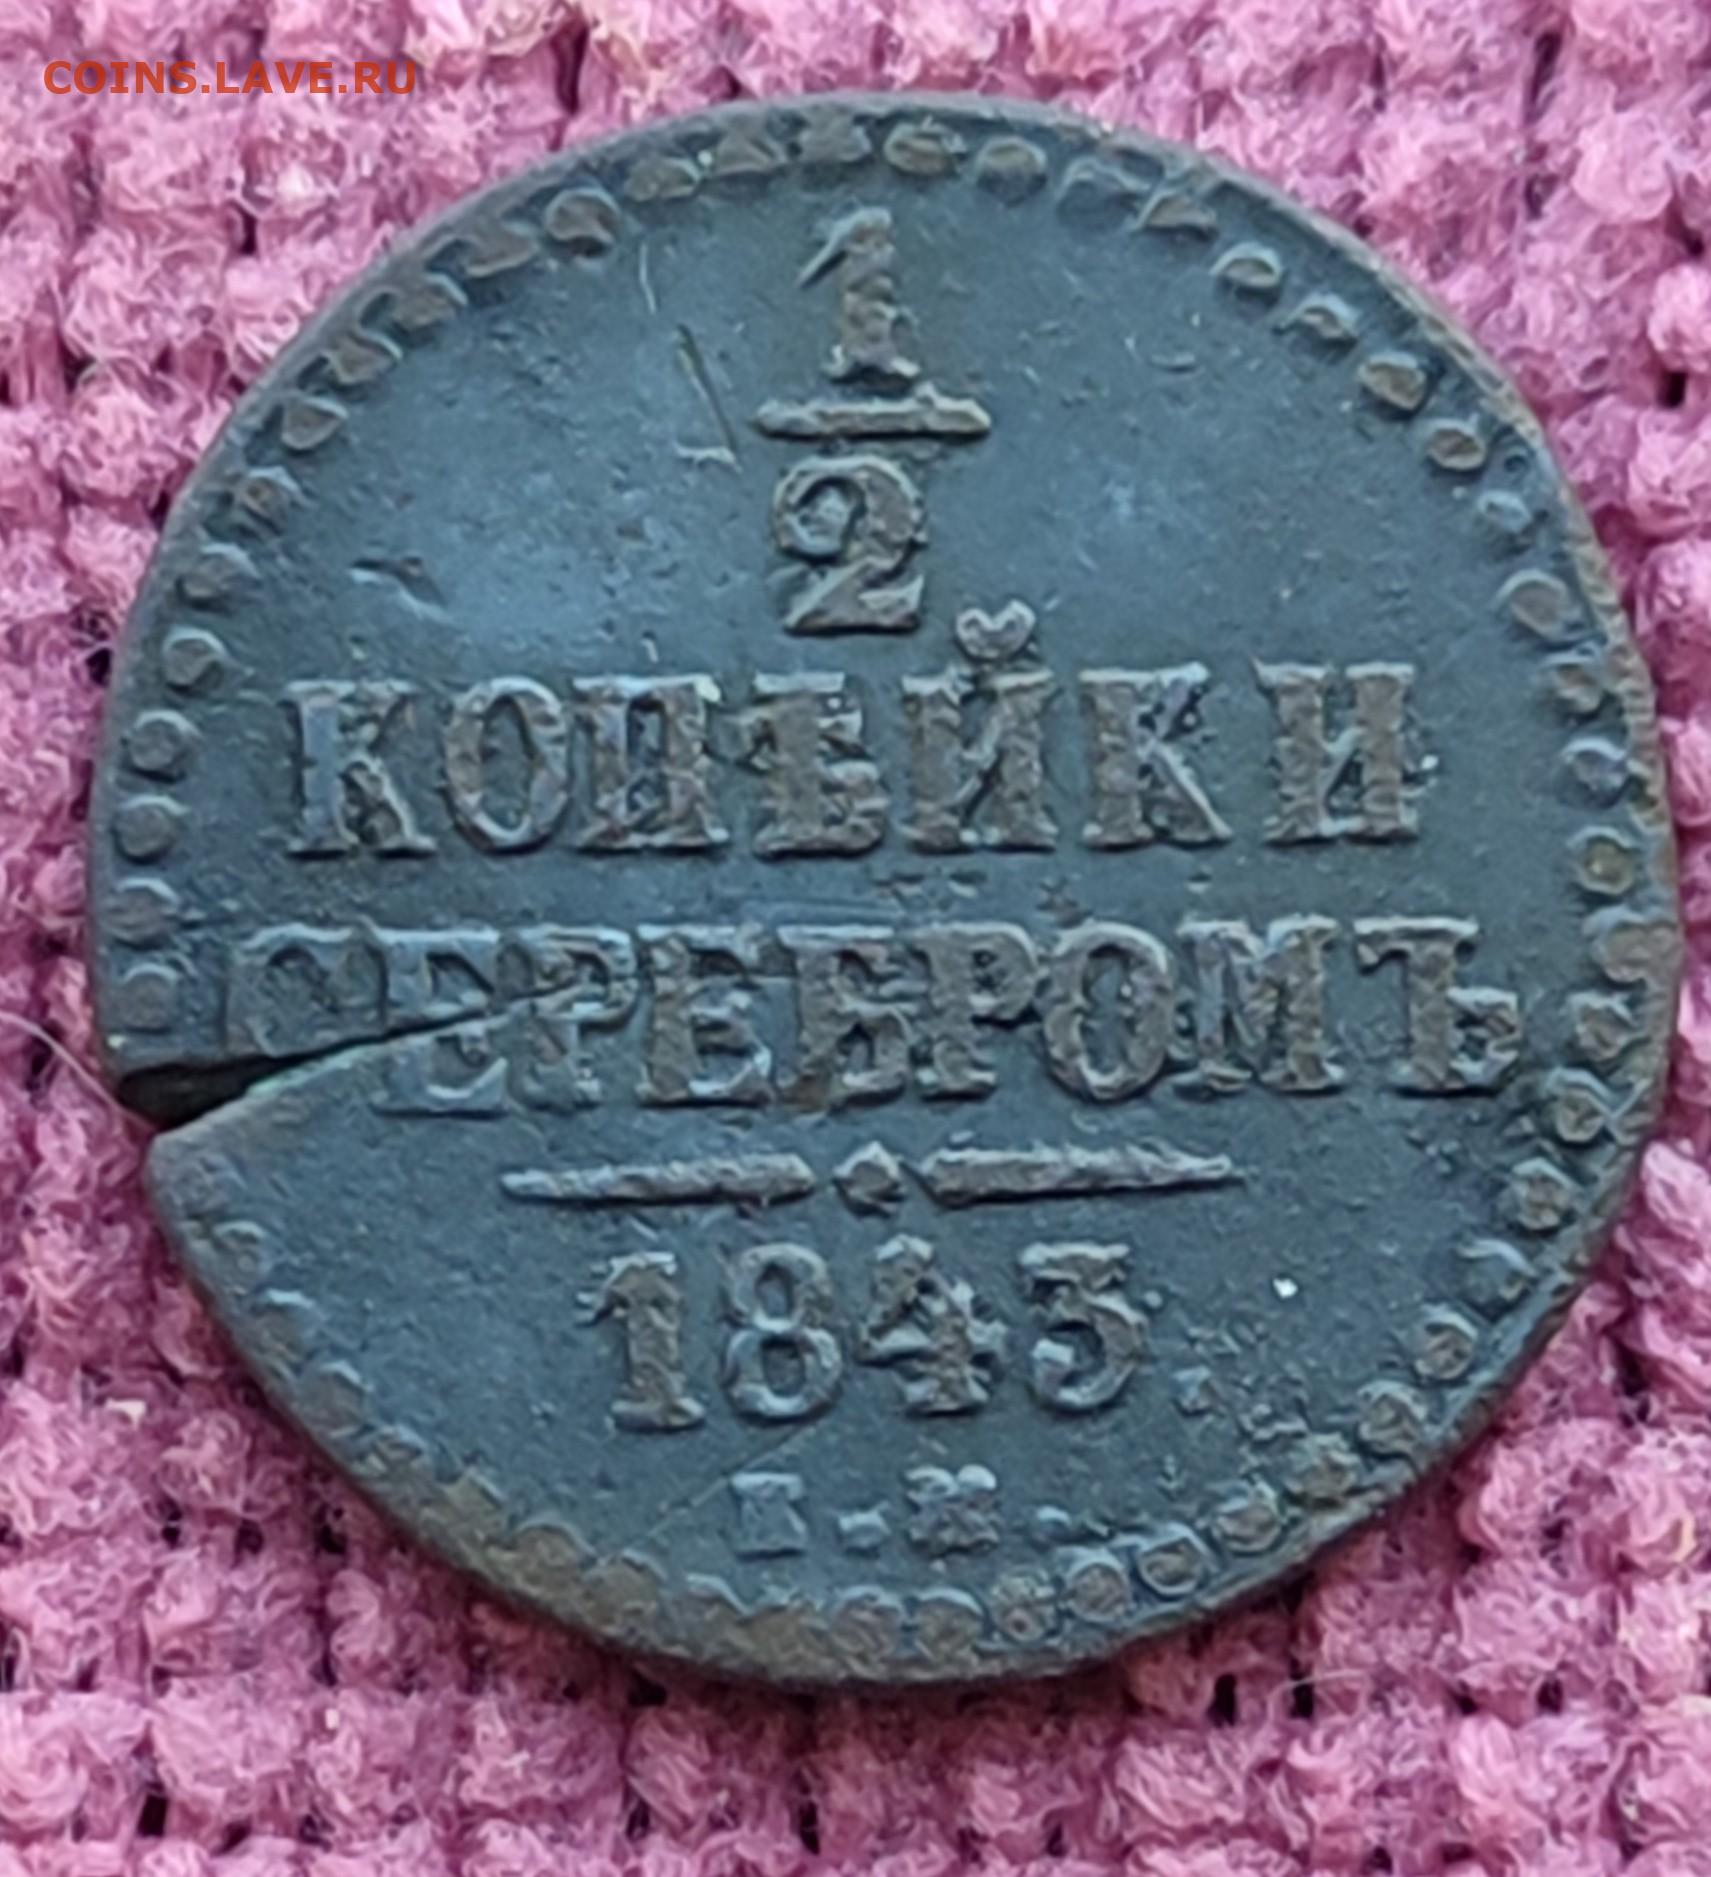 COINS.LAVE.RU
1
2
КОПѢЙКИ
СЕРЕБРОМЪ
1843